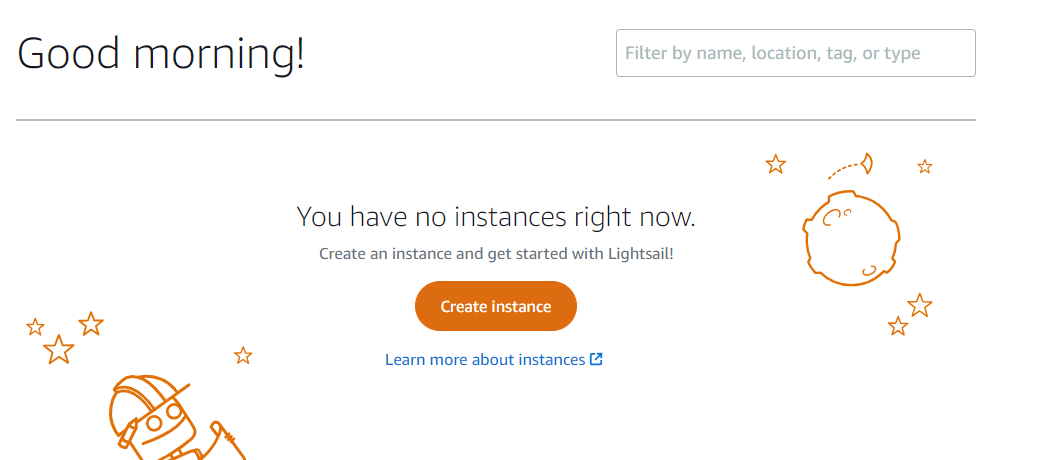 Good morning!
Filter by name, location, tag, or type
You have no instances right now.
Create an instance and get started with Lightsail!
Create instance
Learn more about instances